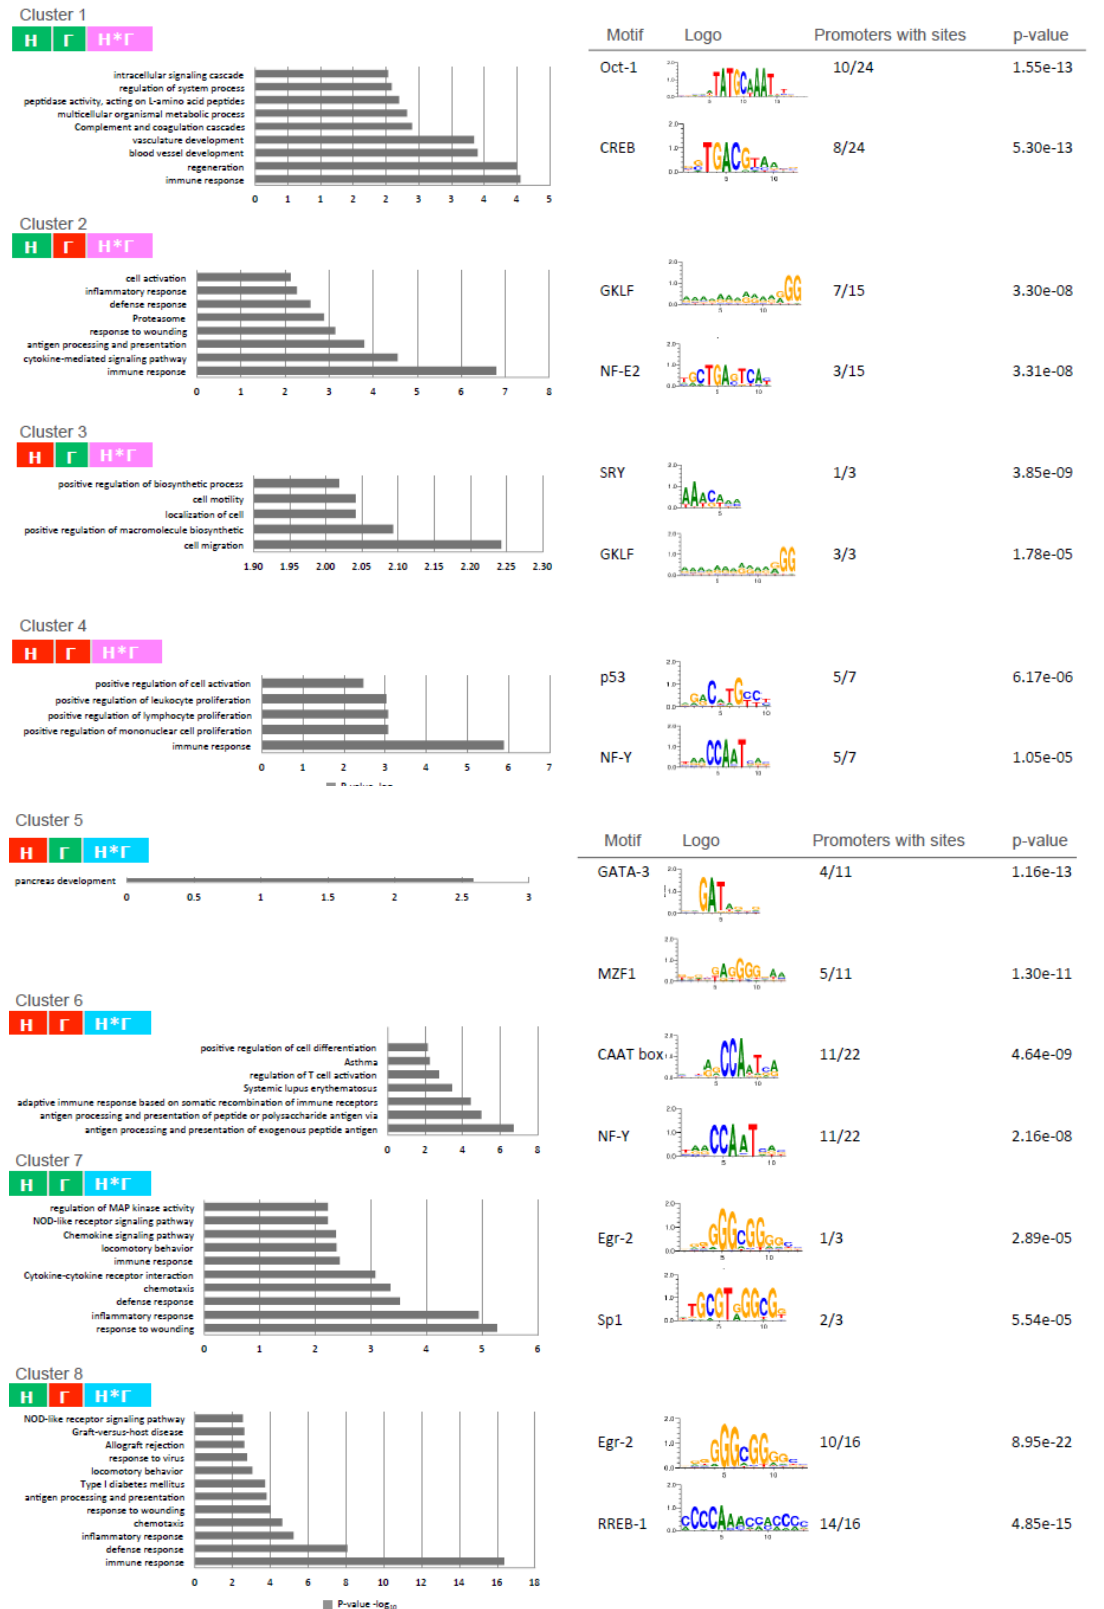 Cluster 1
H Γ H*Γ
intracellular signaling cascade
regulation of system process
peptidase activity, acting on L-amino acid peptides
multicellular organismal metabolic process
Complement and coagulation cascades
vasculature development
blood vessel development
regeneration
immune response
0 1 1 2 2 3 3 4 4 5
Motif Logo Promoters with sites p-value
Oct-1 10/24 1.55e-13
CREB 8/24 5.30e-13
Cluster 2
H Γ H*Γ
cell activation
inflammatory response
defense response
Proteasome
response to wounding
antigen processing and presentation
cytokine-mediated signaling pathway
immune response
0 1 2 3 4 5 6 7 8
GKLF 7/15 3.30e-08
NF-E2 3/15 3.31e-08
Cluster 3
H Γ H*Γ
positive regulation of biosynthetic process
cell motility
localization of cell
positive regulation of macromolecule biosynthetic
cell migration
1.90 1.95 2.00 2.05 2.10 2.15 2.20 2.25 2.30
SRY 1/3 3.85e-09
GKLF 3/3 1.78e-05
Cluster 4
H Γ H*Γ
positive regulation of cell activation
positive regulation of leukocyte proliferation
positive regulation of lymphocyte proliferation
positive regulation of mononuclear cell proliferation
immune response
0 1 2 3 4 5 6 7
p53 5/7 6.17e-06
NF-Y 5/7 1.05e-05
Cluster 5
H Γ H*Γ
pancreas development
0 0.5 1 1.5 2 2.5 3
Motif Logo Promoters with sites p-value
GATA-3 4/11 1.16e-13
MZF1 5/11 1.30e-11
Cluster 6
H Γ H*Γ
positive regulation of cell differentiation
Asthma
regulation of T cell activation
Systemic lupus erythematosus
adaptive immune response based on somatic recombination of immune receptors
antigen processing and presentation of peptide or polysaccharide antigen via
antigen processing and presentation of exogenous peptide antigen
0 2 4 6 8
CAAT box 11/22 4.64e-09
NF-Y 11/22 2.16e-08
Cluster 7
H Γ H*Γ
regulation of MAP kinase activity
NOD-like receptor signaling pathway
Chemokine signaling pathway
locomotory behavior
immune response
Cytokine-cytokine receptor interaction
chemotaxis
defense response
inflammatory response
response to wounding
0 1 2 3 4 5 6
Egr-2 1/3 2.89e-05
Sp1 2/3 5.54e-05
Cluster 8
H Γ H*Γ
NOD-like receptor signaling pathway
Graft-versus-host disease
Allograft rejection
response to virus
locomotory behavior
Type I diabetes mellitus
antigen processing and presentation
response to wounding
chemotaxis
inflammatory response
defense response
immune response
0 2 4 6 8 10 12 14 16 18
P-value -log₁₀
Egr-2 10/16 8.95e-22
RREB-1 14/16 4.85e-15